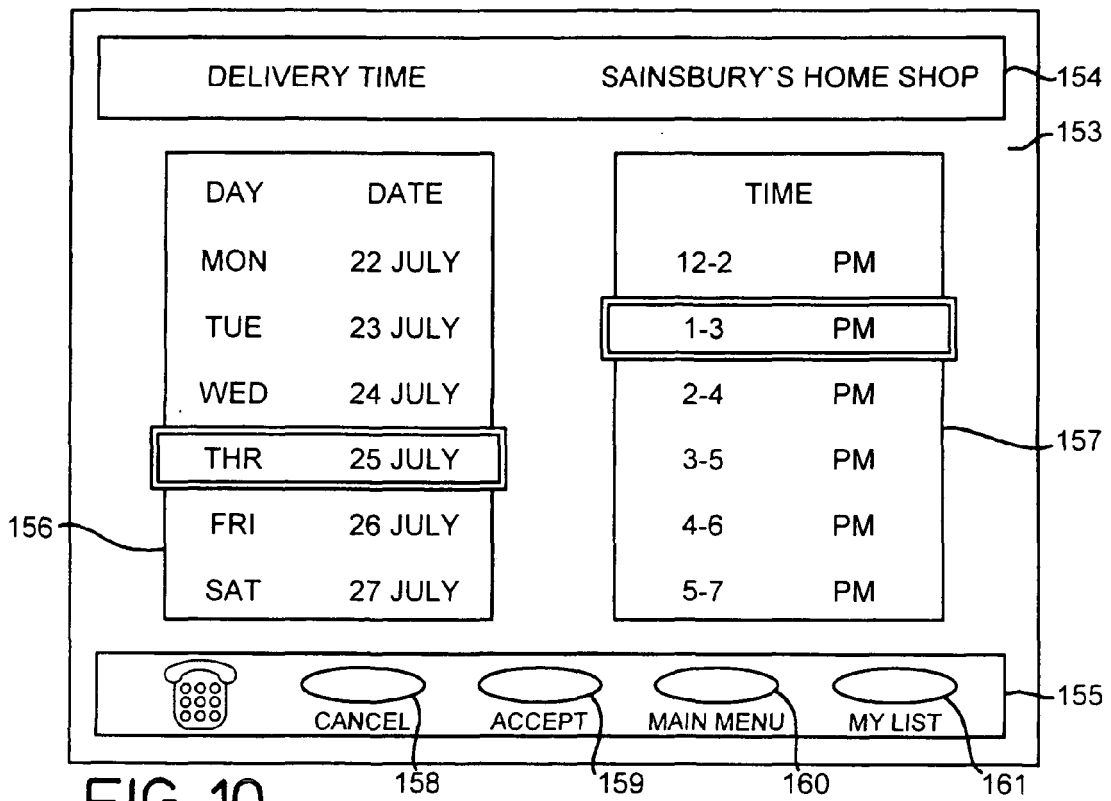 DELIVERY TIME SAINSBURY`S HOME SHOP
154
153
DAY DATE
MON 22 JULY
TUE 23 JULY
WED 24 JULY
THR 25 JULY
FRI 26 JULY
SAT 27 JULY
156
TIME
12-2 PM
1-3 PM
2-4 PM
3-5 PM
4-6 PM
5-7 PM
157
CANCEL ACCEPT MAIN MENU MY LIST
155
158 159 160 161
FIG. 10